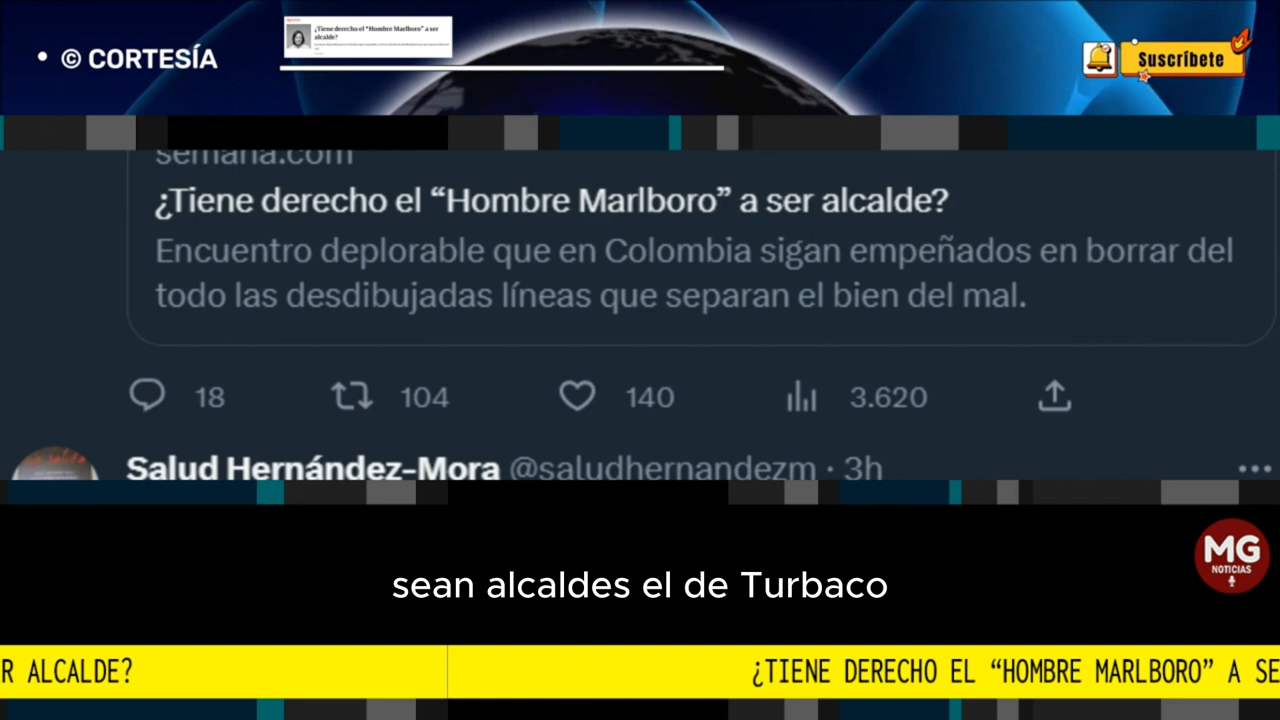 • © CORTESÍA
¿Tiene derecho el “Hombre Marlboro” a ser
alcalde?
Suscríbete
semana.com
¿Tiene derecho el “Hombre Marlboro” a ser alcalde?
Encuentro deplorable que en Colombia sigan empeñados en borrar del
todo las desdibujadas líneas que separan el bien del mal.
18 104 140 3.620
Salud Hernández-Mora @saludhernandezm · 3h
MG
NOTICIAS
sean alcaldes el de Turbaco
R ALCALDE? ¿TIENE DERECHO EL “HOMBRE MARLBORO” A SE